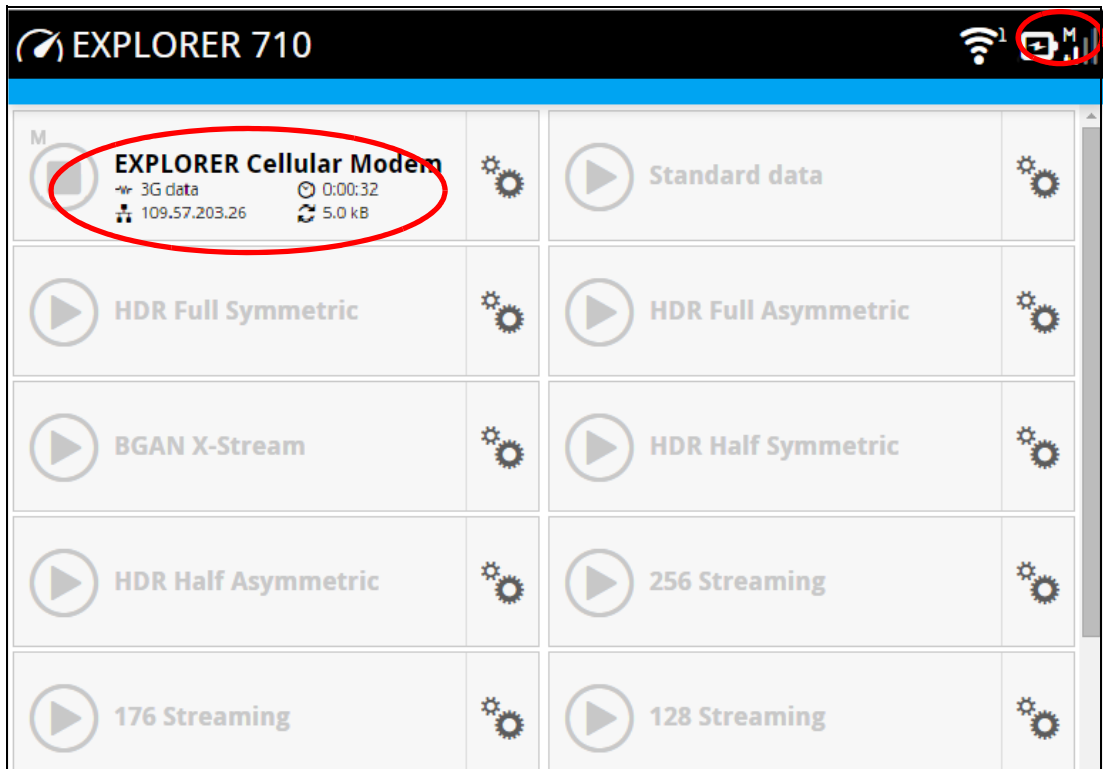 EXPLORER 710
1
M
M
EXPLORER Cellular Modem
3G data 0:00:32
109.57.203.26 5.0 kB
Standard data
HDR Full Symmetric
HDR Full Asymmetric
BGAN X-Stream
HDR Half Symmetric
HDR Half Asymmetric
256 Streaming
176 Streaming
128 Streaming